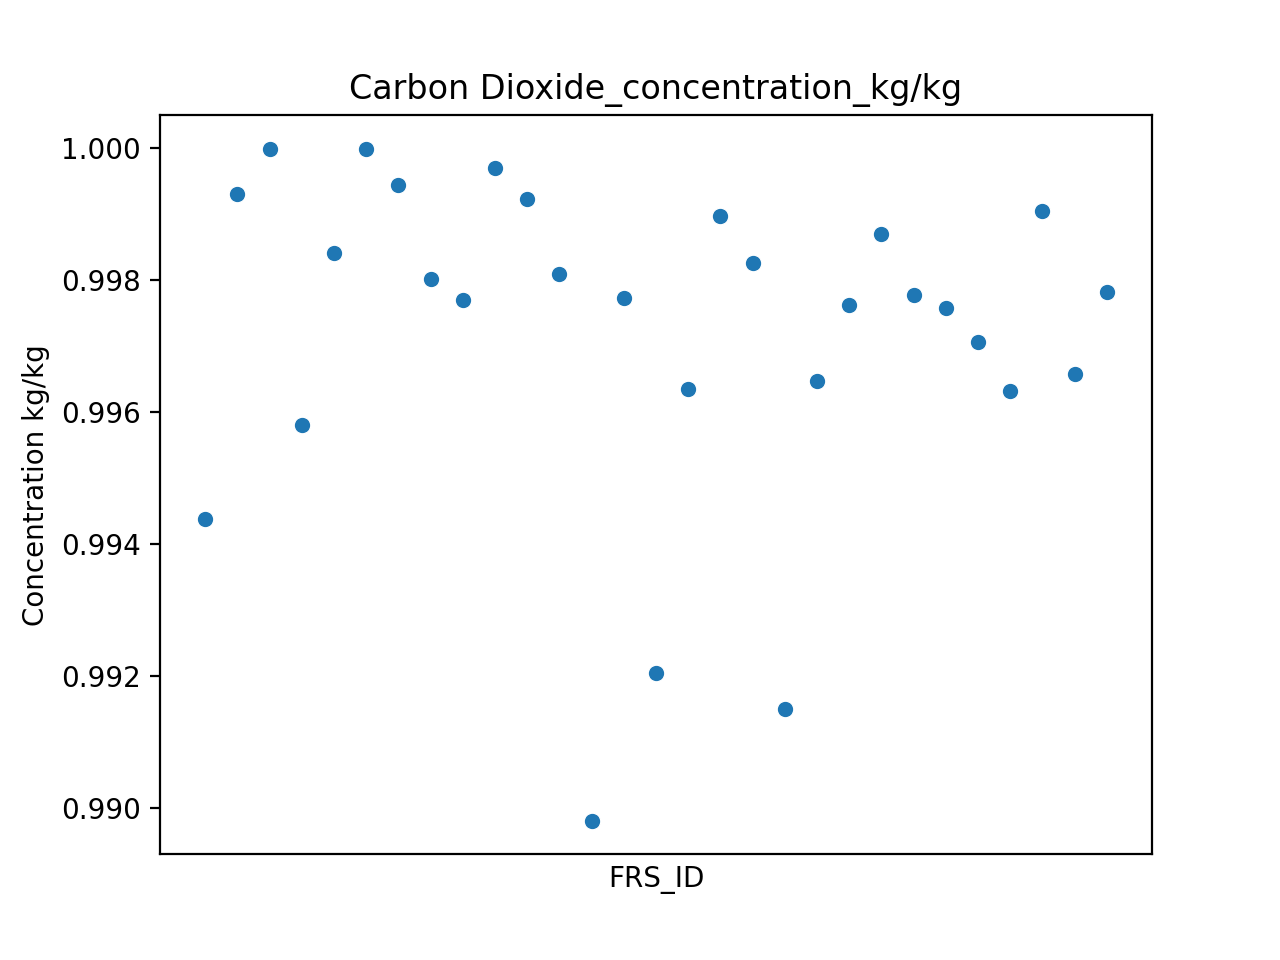 Carbon Dioxide_concentration_kg/kg
1.000
0.998
0.996
0.994
0.992
0.990
Concentration kg/kg
FRS_ID